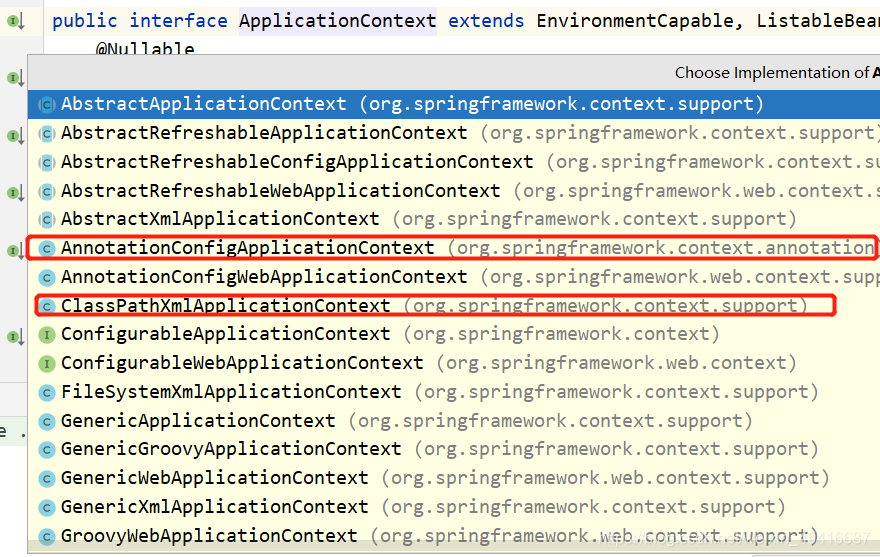 public interface ApplicationContext extends EnvironmentCapable, ListableBean
@Nullable
Choose Implementation of A
AbstractApplicationContext (org.springframework.context.support)
AbstractRefreshableApplicationContext (org.springframework.context.support)
AbstractRefreshableConfigApplicationContext (org.springframework.context.su
AbstractRefreshableWebApplicationContext (org.springframework.web.context.s
AbstractXmlApplicationContext (org.springframework.context.support)
AnnotationConfigApplicationContext (org.springframework.context.annotation
AnnotationConfigWebApplicationContext (org.springframework.web.context.supp
ClassPathXmlApplicationContext (org.springframework.context.support)
ConfigurableApplicationContext (org.springframework.context)
ConfigurableWebApplicationContext (org.springframework.web.context)
FileSystemXmlApplicationContext (org.springframework.context.support)
GenericApplicationContext (org.springframework.context.support)
GenericGroovyApplicationContext (org.springframework.context.support)
GenericWebApplicationContext (org.springframework.web.context.support)
GenericXmlApplicationContext (org.springframework.context.support)
e .
GroovyWebApplicationContext (org.springframework.web.context.support)